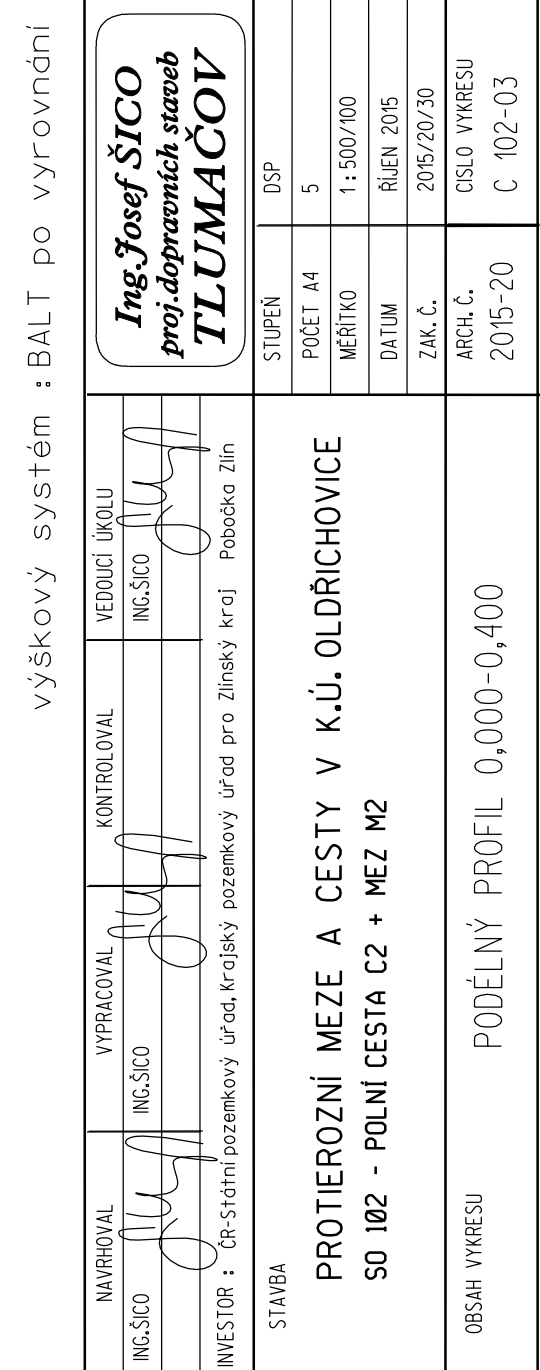 výškový systém : BALT po vyrovnání
NAVRHOVAL VYPRACOVAL KONTROLOVAL VEDOUCÍ ÚKOLU
ING.ŠICO ING.ŠICO ING.ŠICO
INVESTOR : ČR-Státní pozemkový úřad, Krajský pozemkový úřad pro Zlínský kraj Pobočka Zlín
Ing.Josef ŠICO
proj.dopravních staveb
TLUMAČOV
STAVBA
PROTIEROZNÍ MEZE A CESTY V K.Ú. OLDŘICHOVICE
SO 102 - POLNÍ CESTA C2 + MEZ M2
STUPEŇ DSP
POČET A4 5
MĚŘÍTKO 1:500/100
DATUM ŘÍJEN 2015
ZAK.Č. 2015/20/30
OBSAH VYKRESU
PODÉLNÝ PROFIL 0,000-0,400
ARCH.Č. CISLO VYKRESU
2015-20 C 102-03